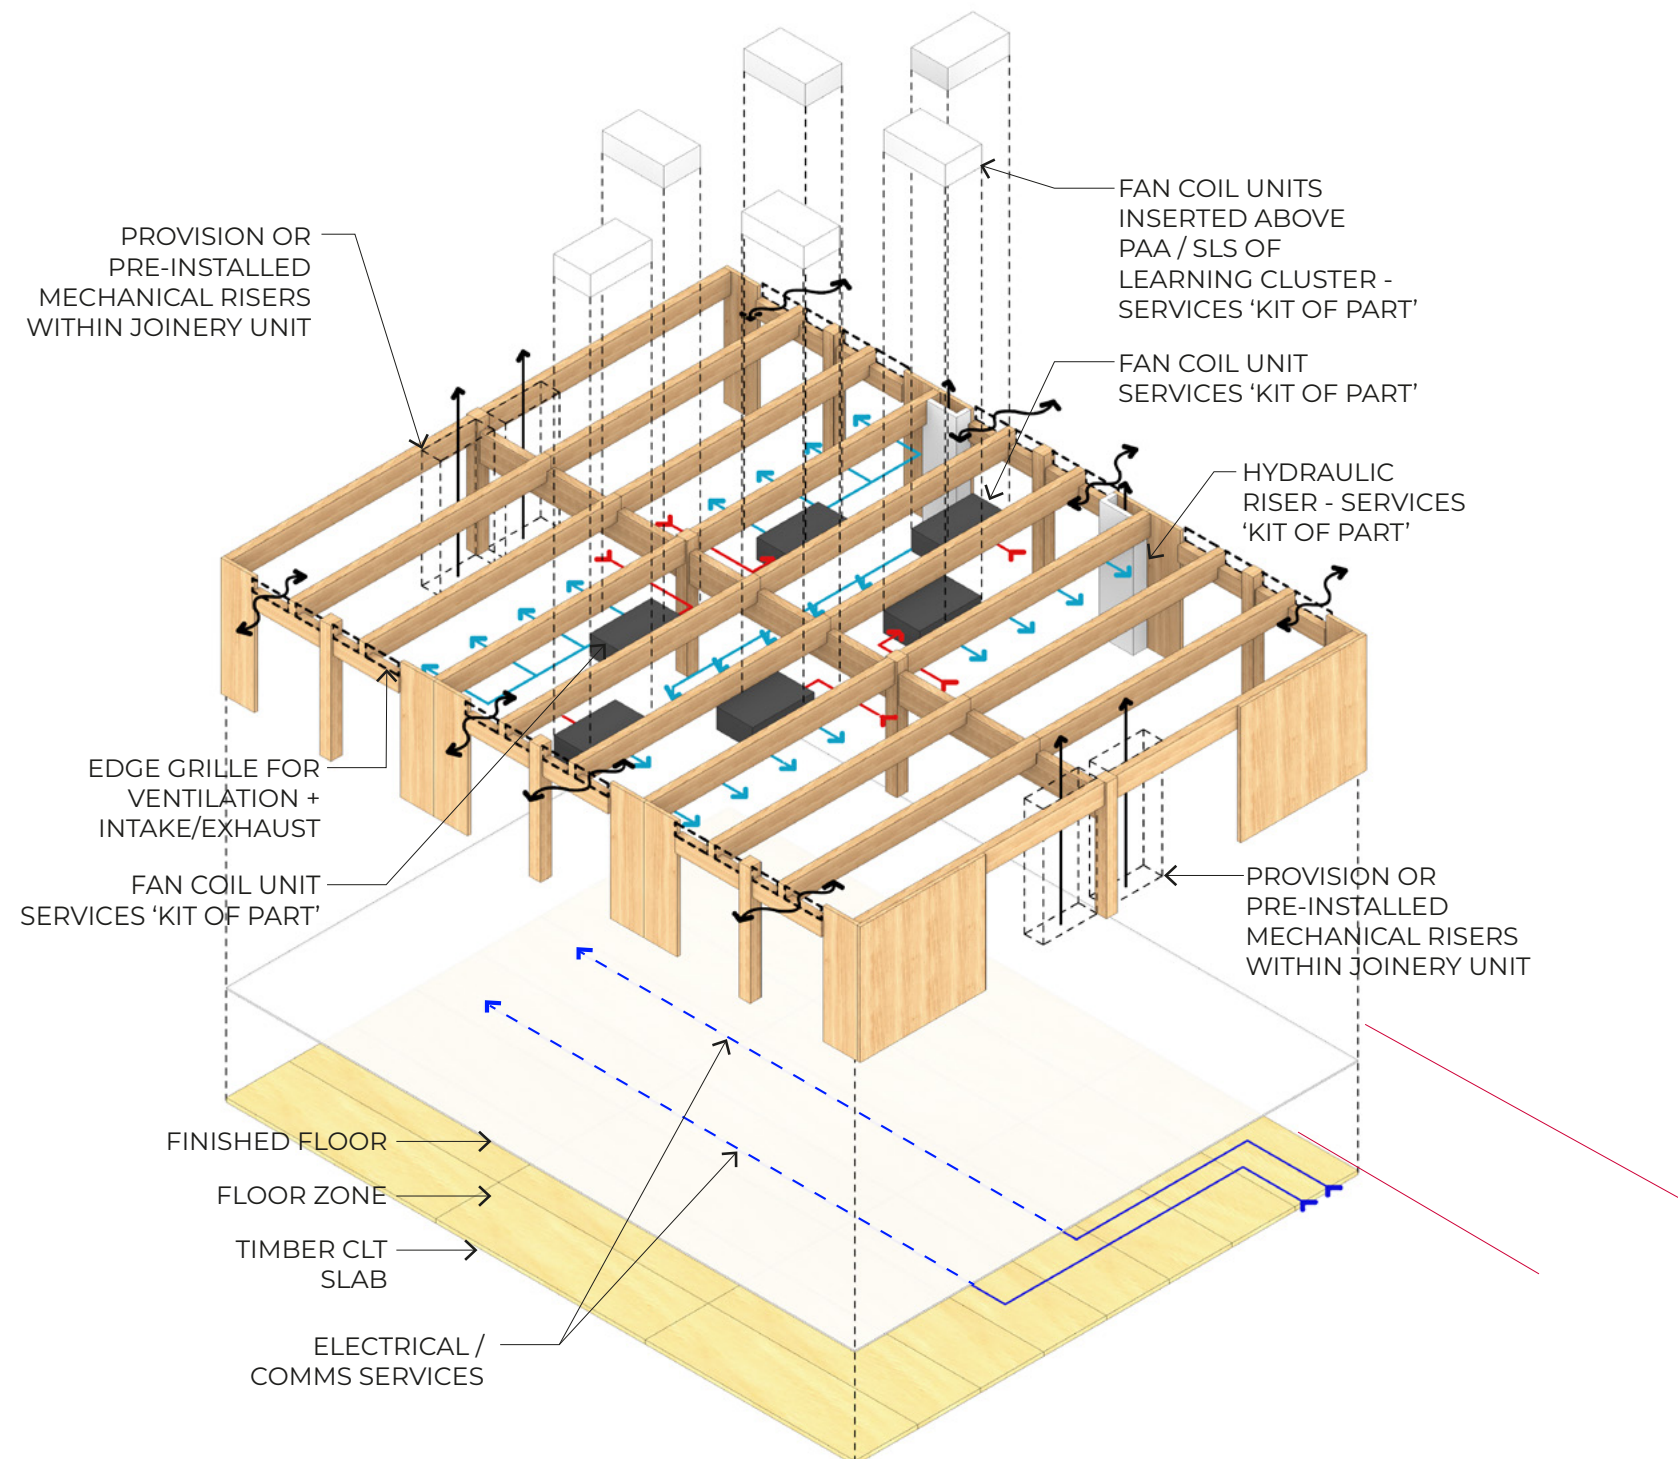 PROVISION OR
PRE-INSTALLED
MECHANICAL RISERS
WITHIN JOINERY UNIT
FAN COIL UNITS
INSERTED ABOVE
PAA / SLS OF
LEARNING CLUSTER -
SERVICES ‘KIT OF PART’
FAN COIL UNIT
SERVICES ‘KIT OF PART’
HYDRAULIC
RISER - SERVICES
‘KIT OF PART’
EDGE GRILLE FOR
VENTILATION +
INTAKE/EXHAUST
FAN COIL UNIT
SERVICES ‘KIT OF PART’
PROVISION OR
PRE-INSTALLED
MECHANICAL RISERS
WITHIN JOINERY UNIT
FINISHED FLOOR
FLOOR ZONE
TIMBER CLT
SLAB
ELECTRICAL /
COMMS SERVICES